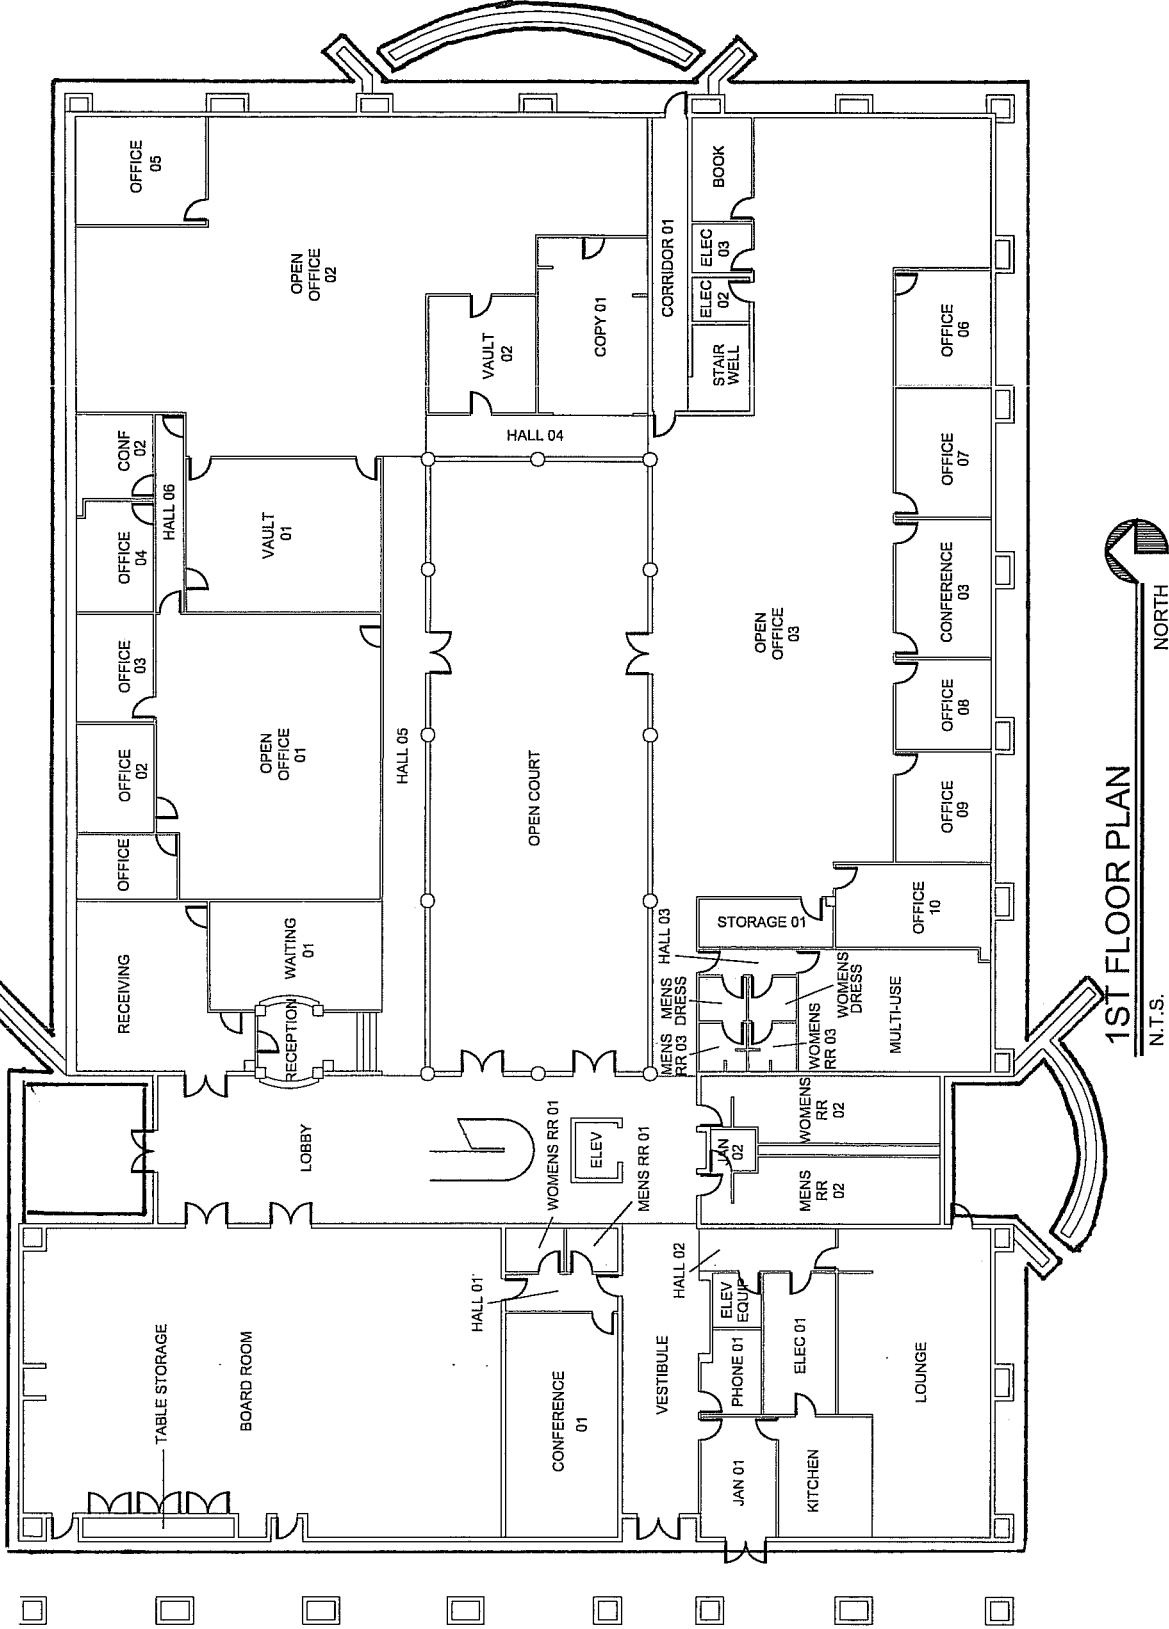 OFFICE
05
OPEN
OFFICE
02
BOOK
ELEC
03
ELEC
02
CORRIDOR 01
STAIR
WELL
COPY 01
VAULT
02
OFFICE
06
HALL 04
CONF
02
HALL 06
OFFICE
04
VAULT
01
OFFICE
07
CONFERENCE
03
OPEN
OFFICE
03
OFFICE
03
OFFICE
02
OPEN
OFFICE
01
HALL 05
OPEN COURT
OFFICE
08
OFFICE
09
OFFICE
OFFICE
10
STORAGE 01
HALL 03
WAITING
01
RECEIVING
RECEPTION
MENS
DRESS
WOMENS
DRESS
MENS
RR 03
WOMENS
RR 03
MULTI-USE
LOBBY
WOMENS RR 01
ELEV
MENS RR 01
WOMENS
RR
02
JAN
02
MENS
RR
02
HALL 01
HALL 02
ELEV
EQUIP
TABLE STORAGE
BOARD ROOM
CONFERENCE
01
VESTIBULE
PHONE 01
ELEC 01
LOUNGE
JAN 01
KITCHEN
1ST FLOOR PLAN
N.T.S.
NORTH